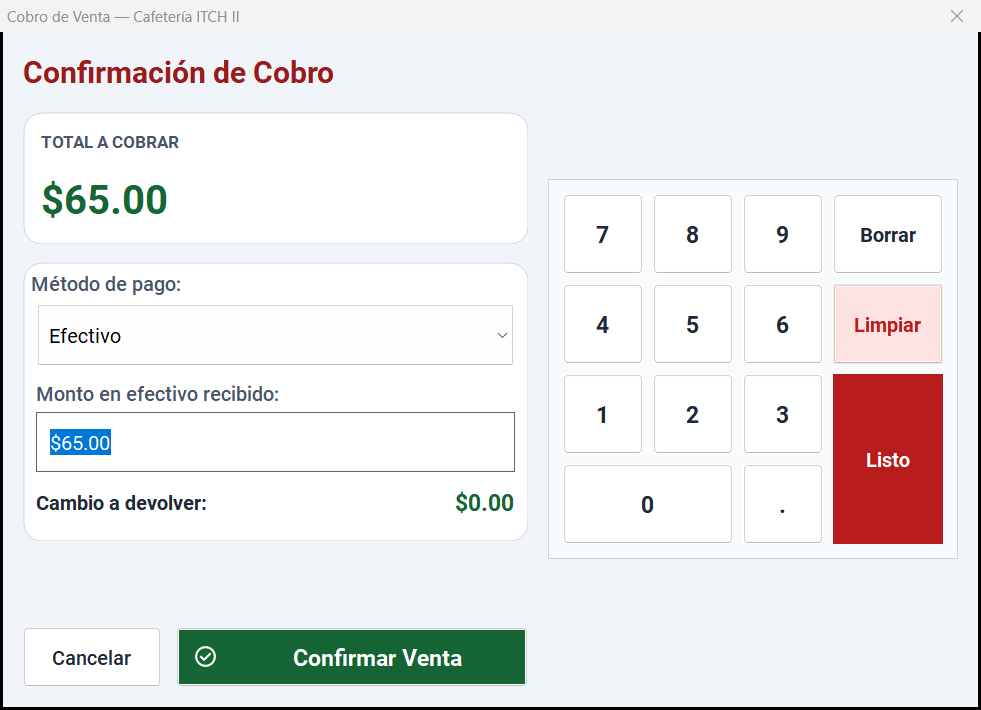 Cobro de Venta — Cafetería ITCH II
Confirmación de Cobro
TOTAL A COBRAR
$65.00
Método de pago:
Efectivo
Monto en efectivo recibido:
$65.00
Cambio a devolver: $0.00
7 8 9 Borrar
4 5 6 Limpiar
1 2 3
Listo
0 .
Cancelar Confirmar Venta